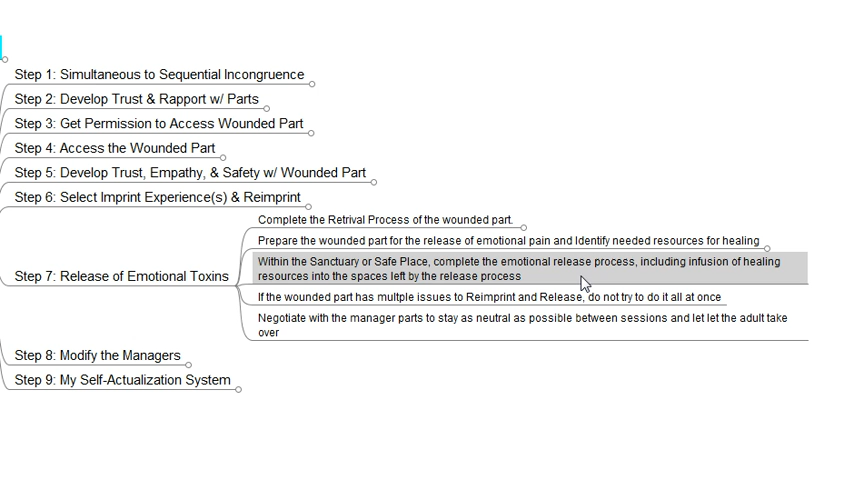 Step 1: Simultaneous to Sequential Incongruence
Step 2: Develop Trust & Rapport w/ Parts
Step 3: Get Permission to Access Wounded Part
Step 4: Access the Wounded Part
Step 5: Develop Trust, Empathy, & Safety w/ Wounded Part
Step 6: Select Imprint Experience(s) & Reimprint
Step 7: Release of Emotional Toxins
Complete the Retrival Process of the wounded part.
Prepare the wounded part for the release of emotional pain and Identify needed resources for healing
Within the Sanctuary or Safe Place, complete the emotional release process, including infusion of healing
resources into the spaces left by the release process
If the wounded part has multple issues to Reimprint and Release, do not try to do it all at once
Negotiate with the manager parts to stay as neutral as possible between sessions and let let the adult take
over
Step 8: Modify the Managers
Step 9: My Self-Actualization System